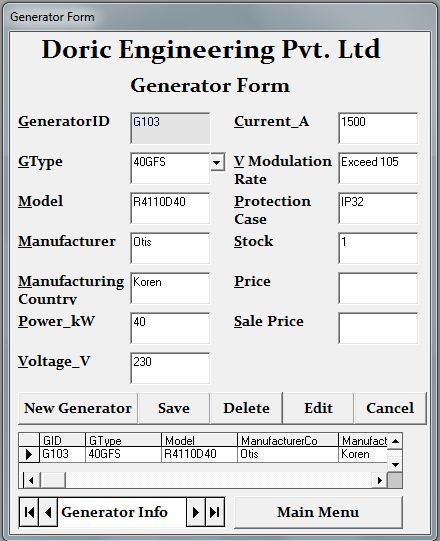 Generator Form
Doric Engineering Pvt. Ltd
Generator Form
GeneratorID G103 Current_A 1500
GType 40GFS V Modulation Rate Exceed 105
Model R4110D40 Protection Case IP32
Manufacturer Otis Stock 1
Manufacturing Country Koren Price
Power_kW 40 Sale Price
Voltage_V 230
New Generator Save Delete Edit Cancel
GID GType Model ManufacturerCo Manufact
G103 40GFS R4110D40 Otis Koren
Generator Info Main Menu